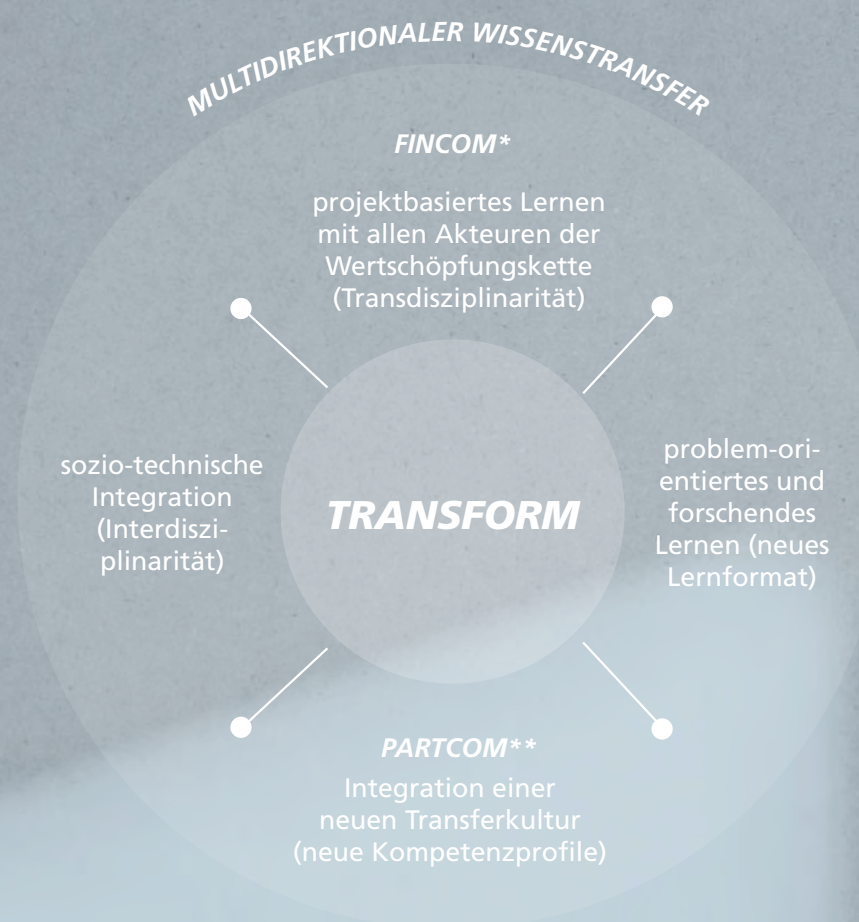 MULTIDIREKTIONALER WISSENSTRANSFER
FINCOM*
projektbasiertes Lernen
mit allen Akteuren der
Wertschöpfungskette
(Transdisziplinarität)
sozio-technische
Integration
(Interdiszi-
plinarität)
TRANSFORM
problem-ori-
entiertes und
forschendes
Lernen (neues
Lernformat)
PARTCOM**
Integration einer
neuen Transferkultur
(neue Kompetenzprofile)